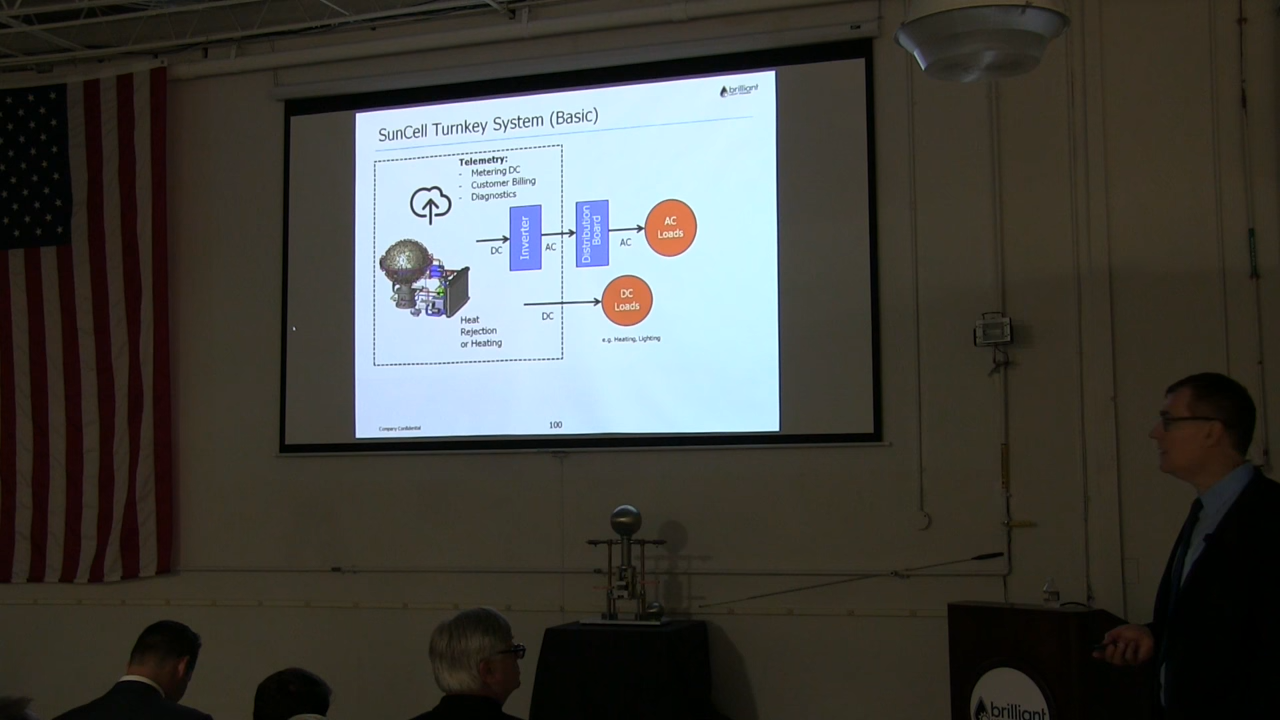 brilliant
SunCell Turnkey System (Basic)
Telemetry:
- Metering DC
- Customer Billing
- Diagnostics
DC
Inverter
AC
Distribution
Board
AC
AC
Loads
DC
DC
Loads
Heat
Rejection
or Heating
e.g. Heating, Lighting
Company Confidential
100
brilliant